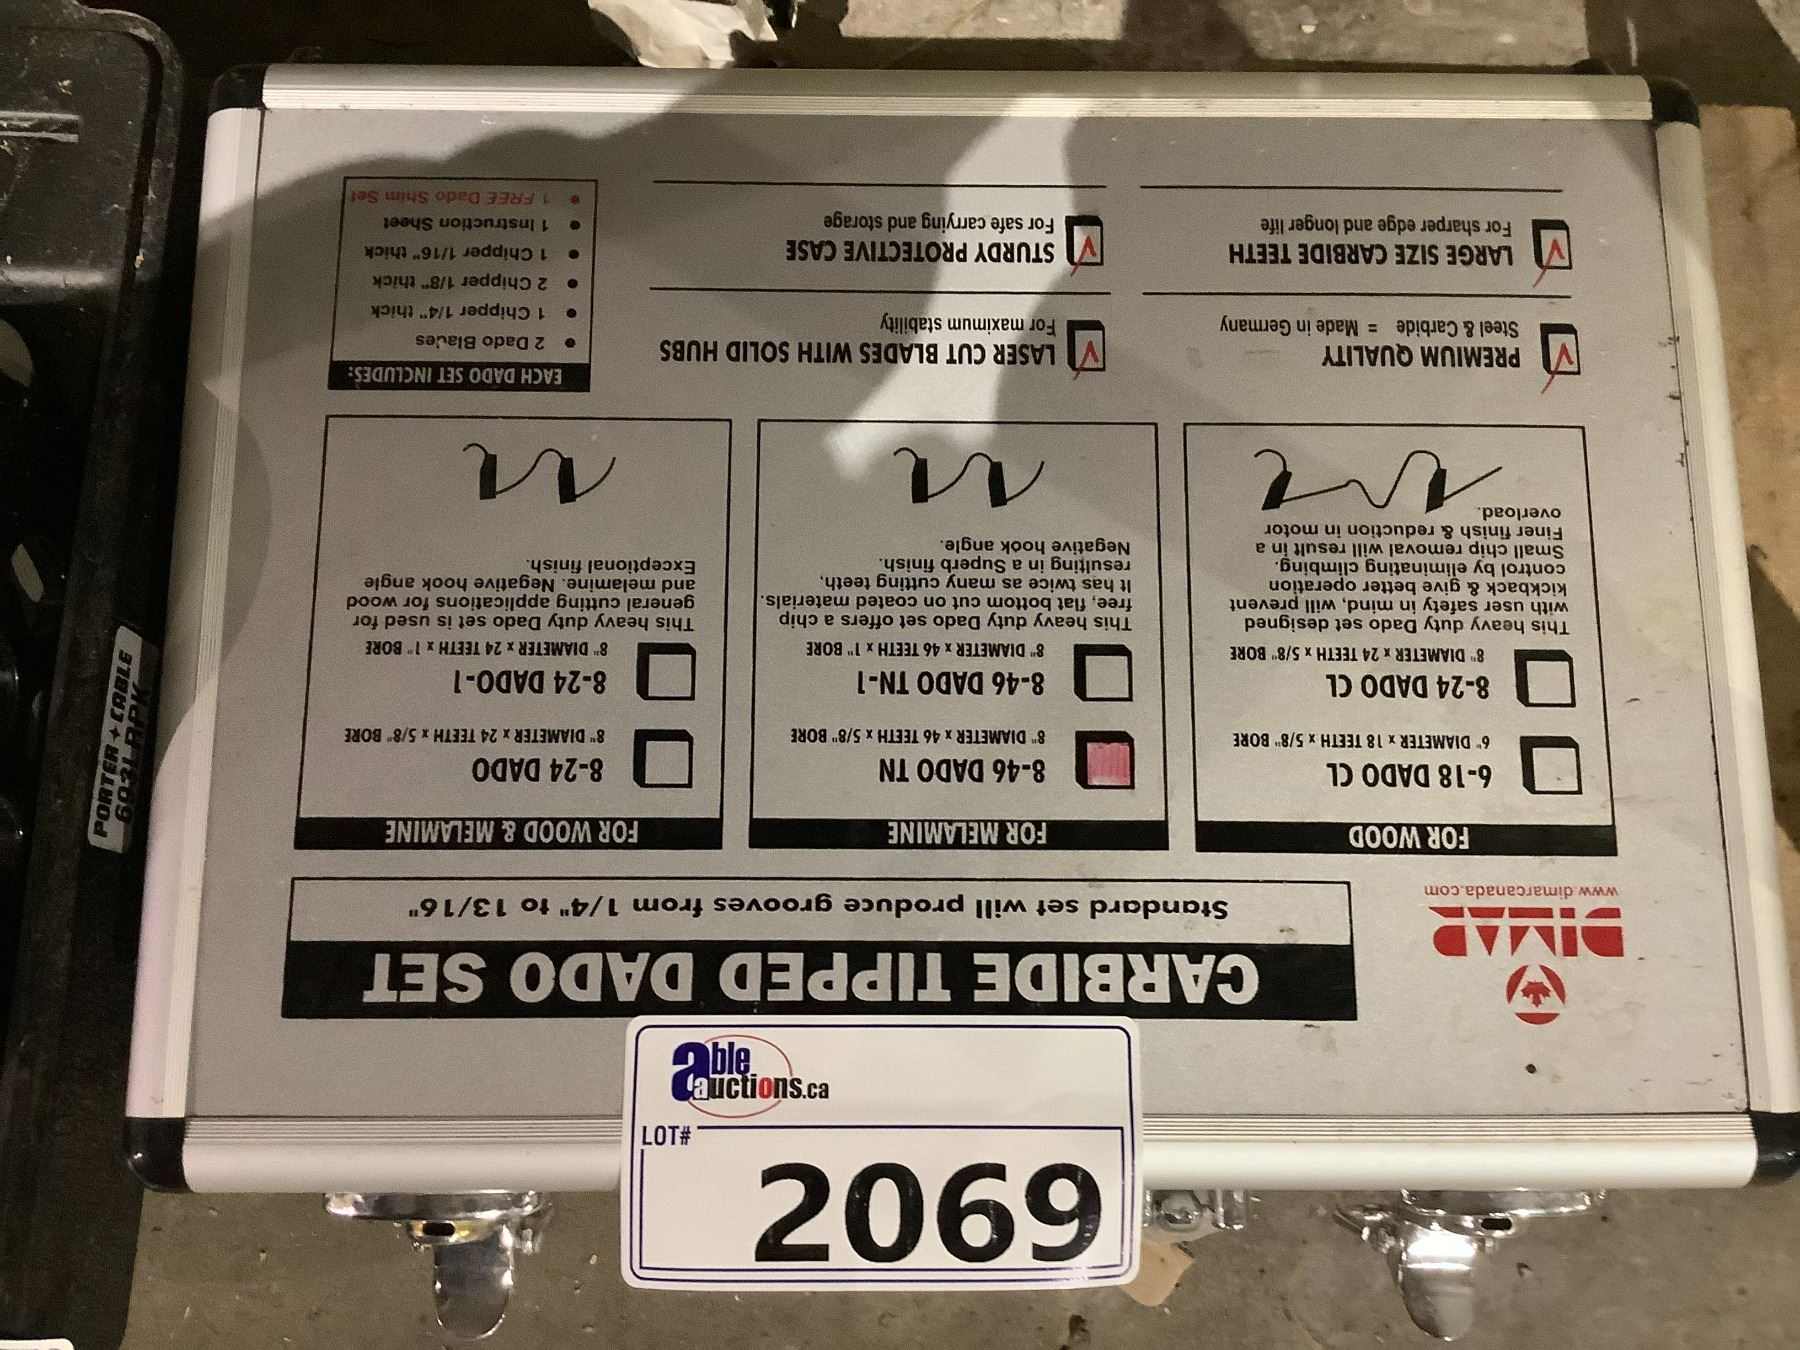 DIMAR
www.dimarcanada.com
CARBIDE TIPPED DADO SET
Standard set will produce grooves from 1/4" to 13/16"
FOR WOOD
6-18 DADO CL
6" DIAMETER x 18 TEETH x 5/8" BORE
8-24 DADO CL
8" DIAMETER x 24 TEETH x 5/8" BORE
This heavy duty Dado set designed
with user safety in mind, will prevent
kickback & give better operation
control by eliminating climbing.
Small chip removal will result in a
Finer finish & reduction in motor
overload.
FOR MELAMINE
8-46 DADO TN
8" DIAMETER x 46 TEETH x 5/8" BORE
8-46 DADO TN-1
8" DIAMETER x 46 TEETH x 1" BORE
This heavy duty Dado set offers a chip
free, flat bottom cut on coated materials.
It has twice as many cutting teeth,
resulting in a Superb finish.
Negative hook angle.
FOR WOOD & MELAMINE
8-24 DADO
8" DIAMETER x 24 TEETH x 5/8" BORE
8-24 DADO-1
8" DIAMETER x 24 TEETH x 1" BORE
This heavy duty Dado set is used for
general cutting applications for wood
and melamine. Negative hook angle
Exceptional finish.
PREMIUM QUALITY
Steel & Carbide = Made in Germany
LARGE SIZE CARBIDE TEETH
For sharper edge and longer life
LASER CUT BLADES WITH SOLID HUBS
For maximum stability
STURDY PROTECTIVE CASE
For safe carrying and storage
EACH DADO SET INCLUDES:
• 2 Dado Blades
• 1 Chipper 1/4" thick
• 2 Chipper 1/8" thick
• 1 Chipper 1/16" thick
• 1 Instruction Sheet
• 1 FREE Dado Shim Set
able
auctions.ca
LOT#
2069
PORTER+CABLE
693LRPK